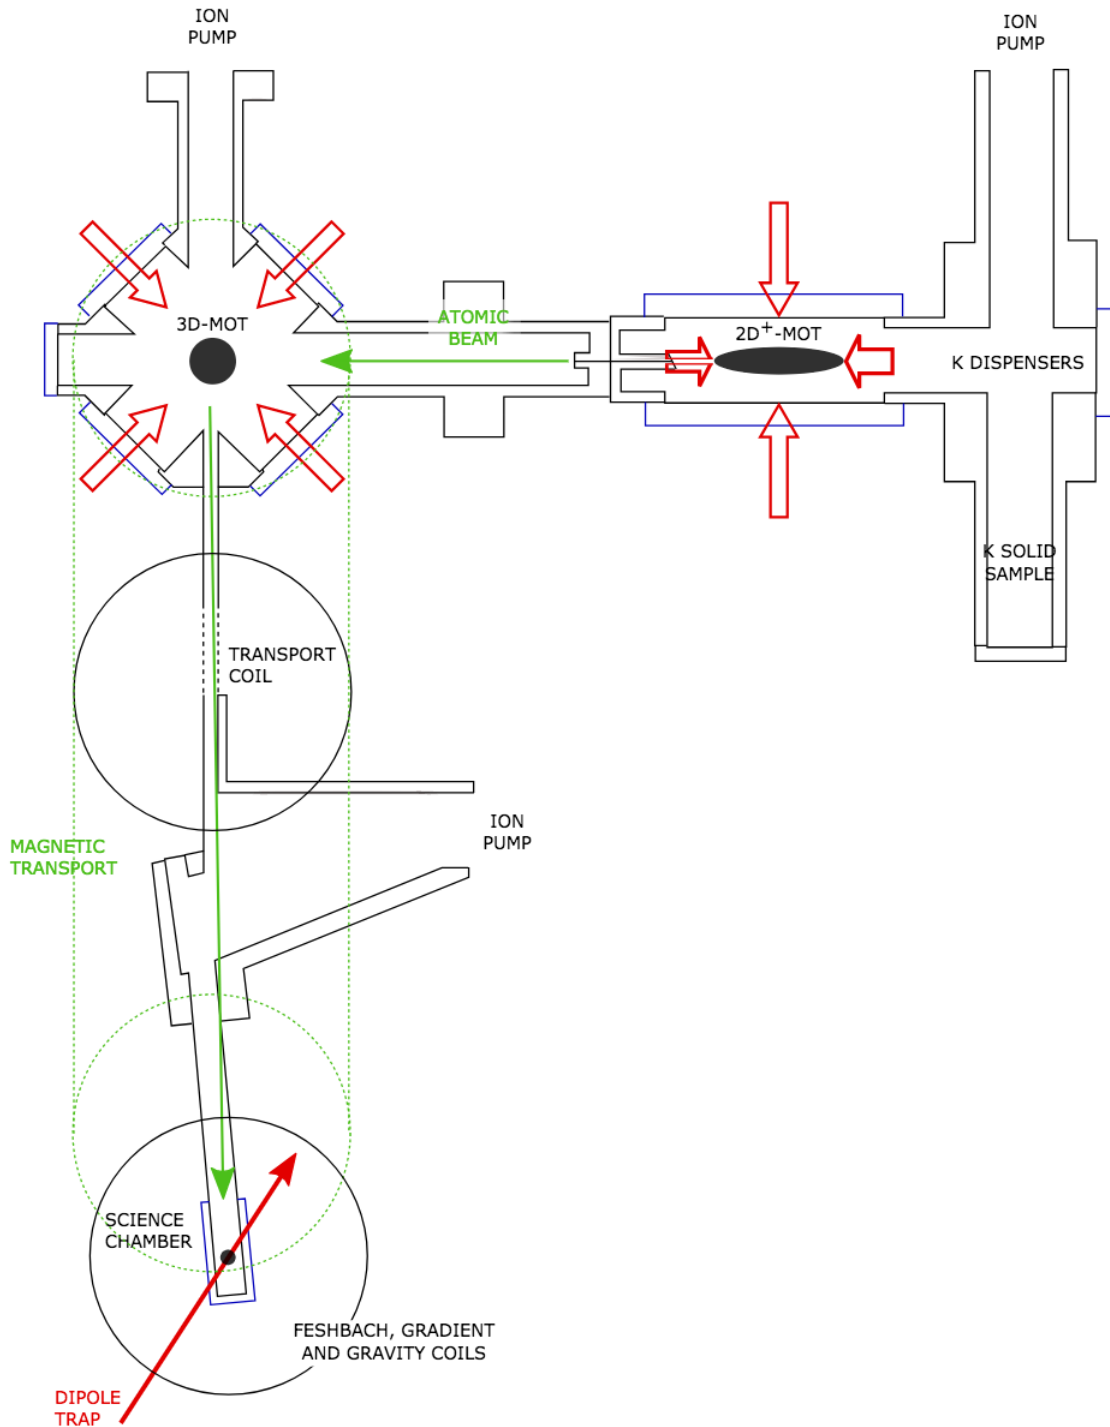 ION
PUMP
ION
PUMP
3D-MOT
ATOMIC
BEAM
2D+-MOT
K DISPENSERS
K SOLID
SAMPLE
TRANSPORT
COIL
ION
PUMP
MAGNETIC
TRANSPORT
SCIENCE
CHAMBER
FESHBACH, GRADIENT
AND GRAVITY COILS
DIPOLE
TRAP